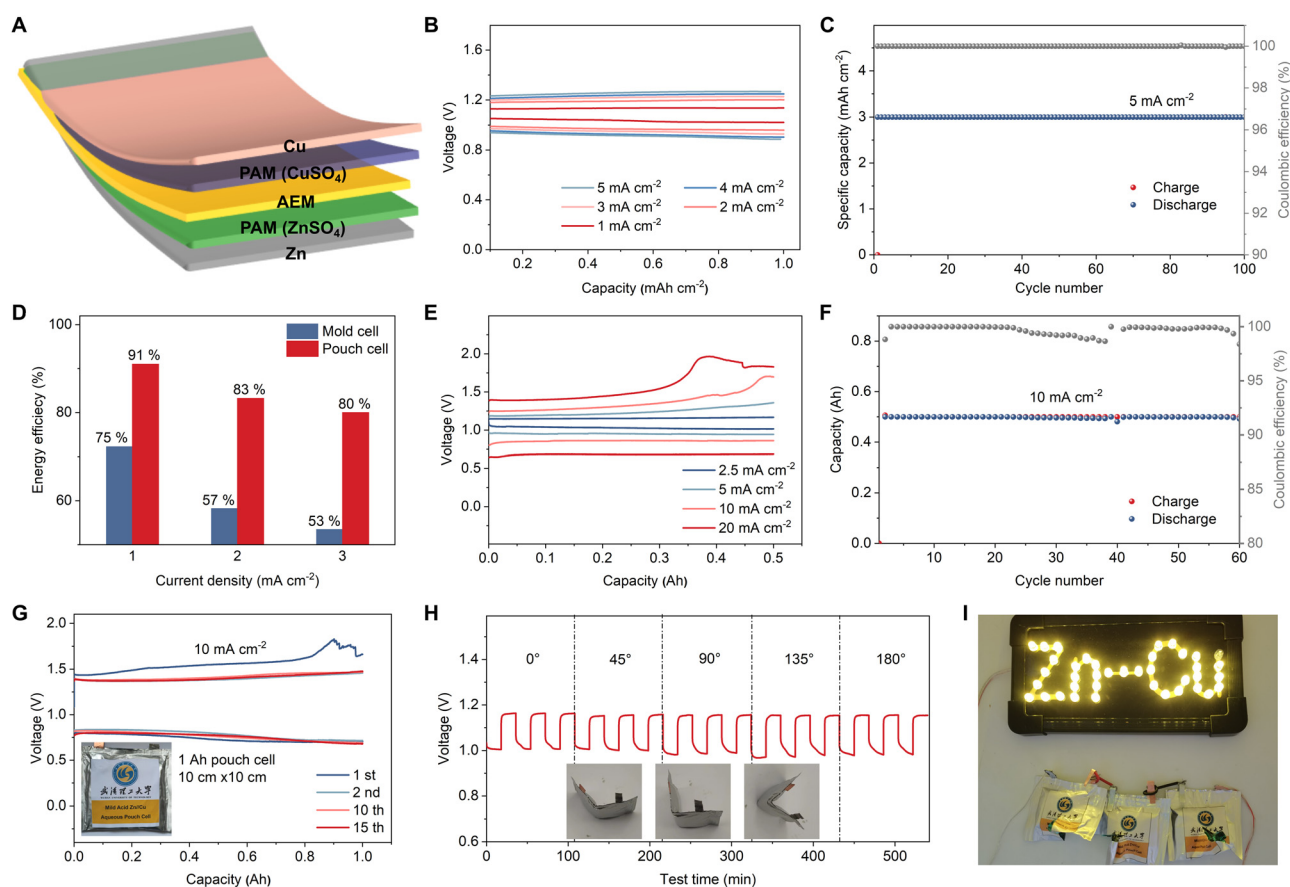 A
Cu
PAM (CuSO4)
AEM
PAM (ZnSO4)
Zn
B
Voltage (V)
1.6
1.2
0.8
0.4
0.0
5 mA cm-2
4 mA cm-2
3 mA cm-2
2 mA cm-2
1 mA cm-2
0.2 0.4 0.6 0.8 1.0
Capacity (mAh cm-2)
C
Specific capacity (mAh cm-2)
4
3
2
1
0
5 mA cm-2
Charge
Discharge
0 20 40 60 80 100
Cycle number
100
98
96
94
92
90
Coulombic efficiency (%)
D
Energy efficiecy (%)
100
80
60
Mold cell
Pouch cell
75 %
91 %
57 %
83 %
53 %
80 %
1 2 3
Current density (mA cm-2)
E
Voltage (V)
2.0
1.5
1.0
0.5
0.0
2.5 mA cm-2
5 mA cm-2
10 mA cm-2
20 mA cm-2
0.0 0.1 0.2 0.3 0.4 0.5
Capacity (Ah)
F
Capacity (Ah)
0.8
0.6
0.4
0.2
0.0
10 mA cm-2
Charge
Discharge
10 20 30 40 50 60
Cycle number
100
95
90
85
80
Coulombic efficiency (%)
G
Voltage (V)
2.0
1.5
1.0
0.5
0.0
10 mA cm-2
武汉理工大学
Mild Acid Zn//Cu
Aqueous Pouch Cell
1 Ah pouch cell
10 cm x10 cm
1 st
2 nd
10 th
15 th
0.0 0.2 0.4 0.6 0.8 1.0
Capacity (Ah)
H
Voltage (V)
1.4
1.2
1.0
0.8
0.6
0° 45° 90° 135° 180°
0 100 200 300 400 500
Test time (min)
I
Zn-Cu